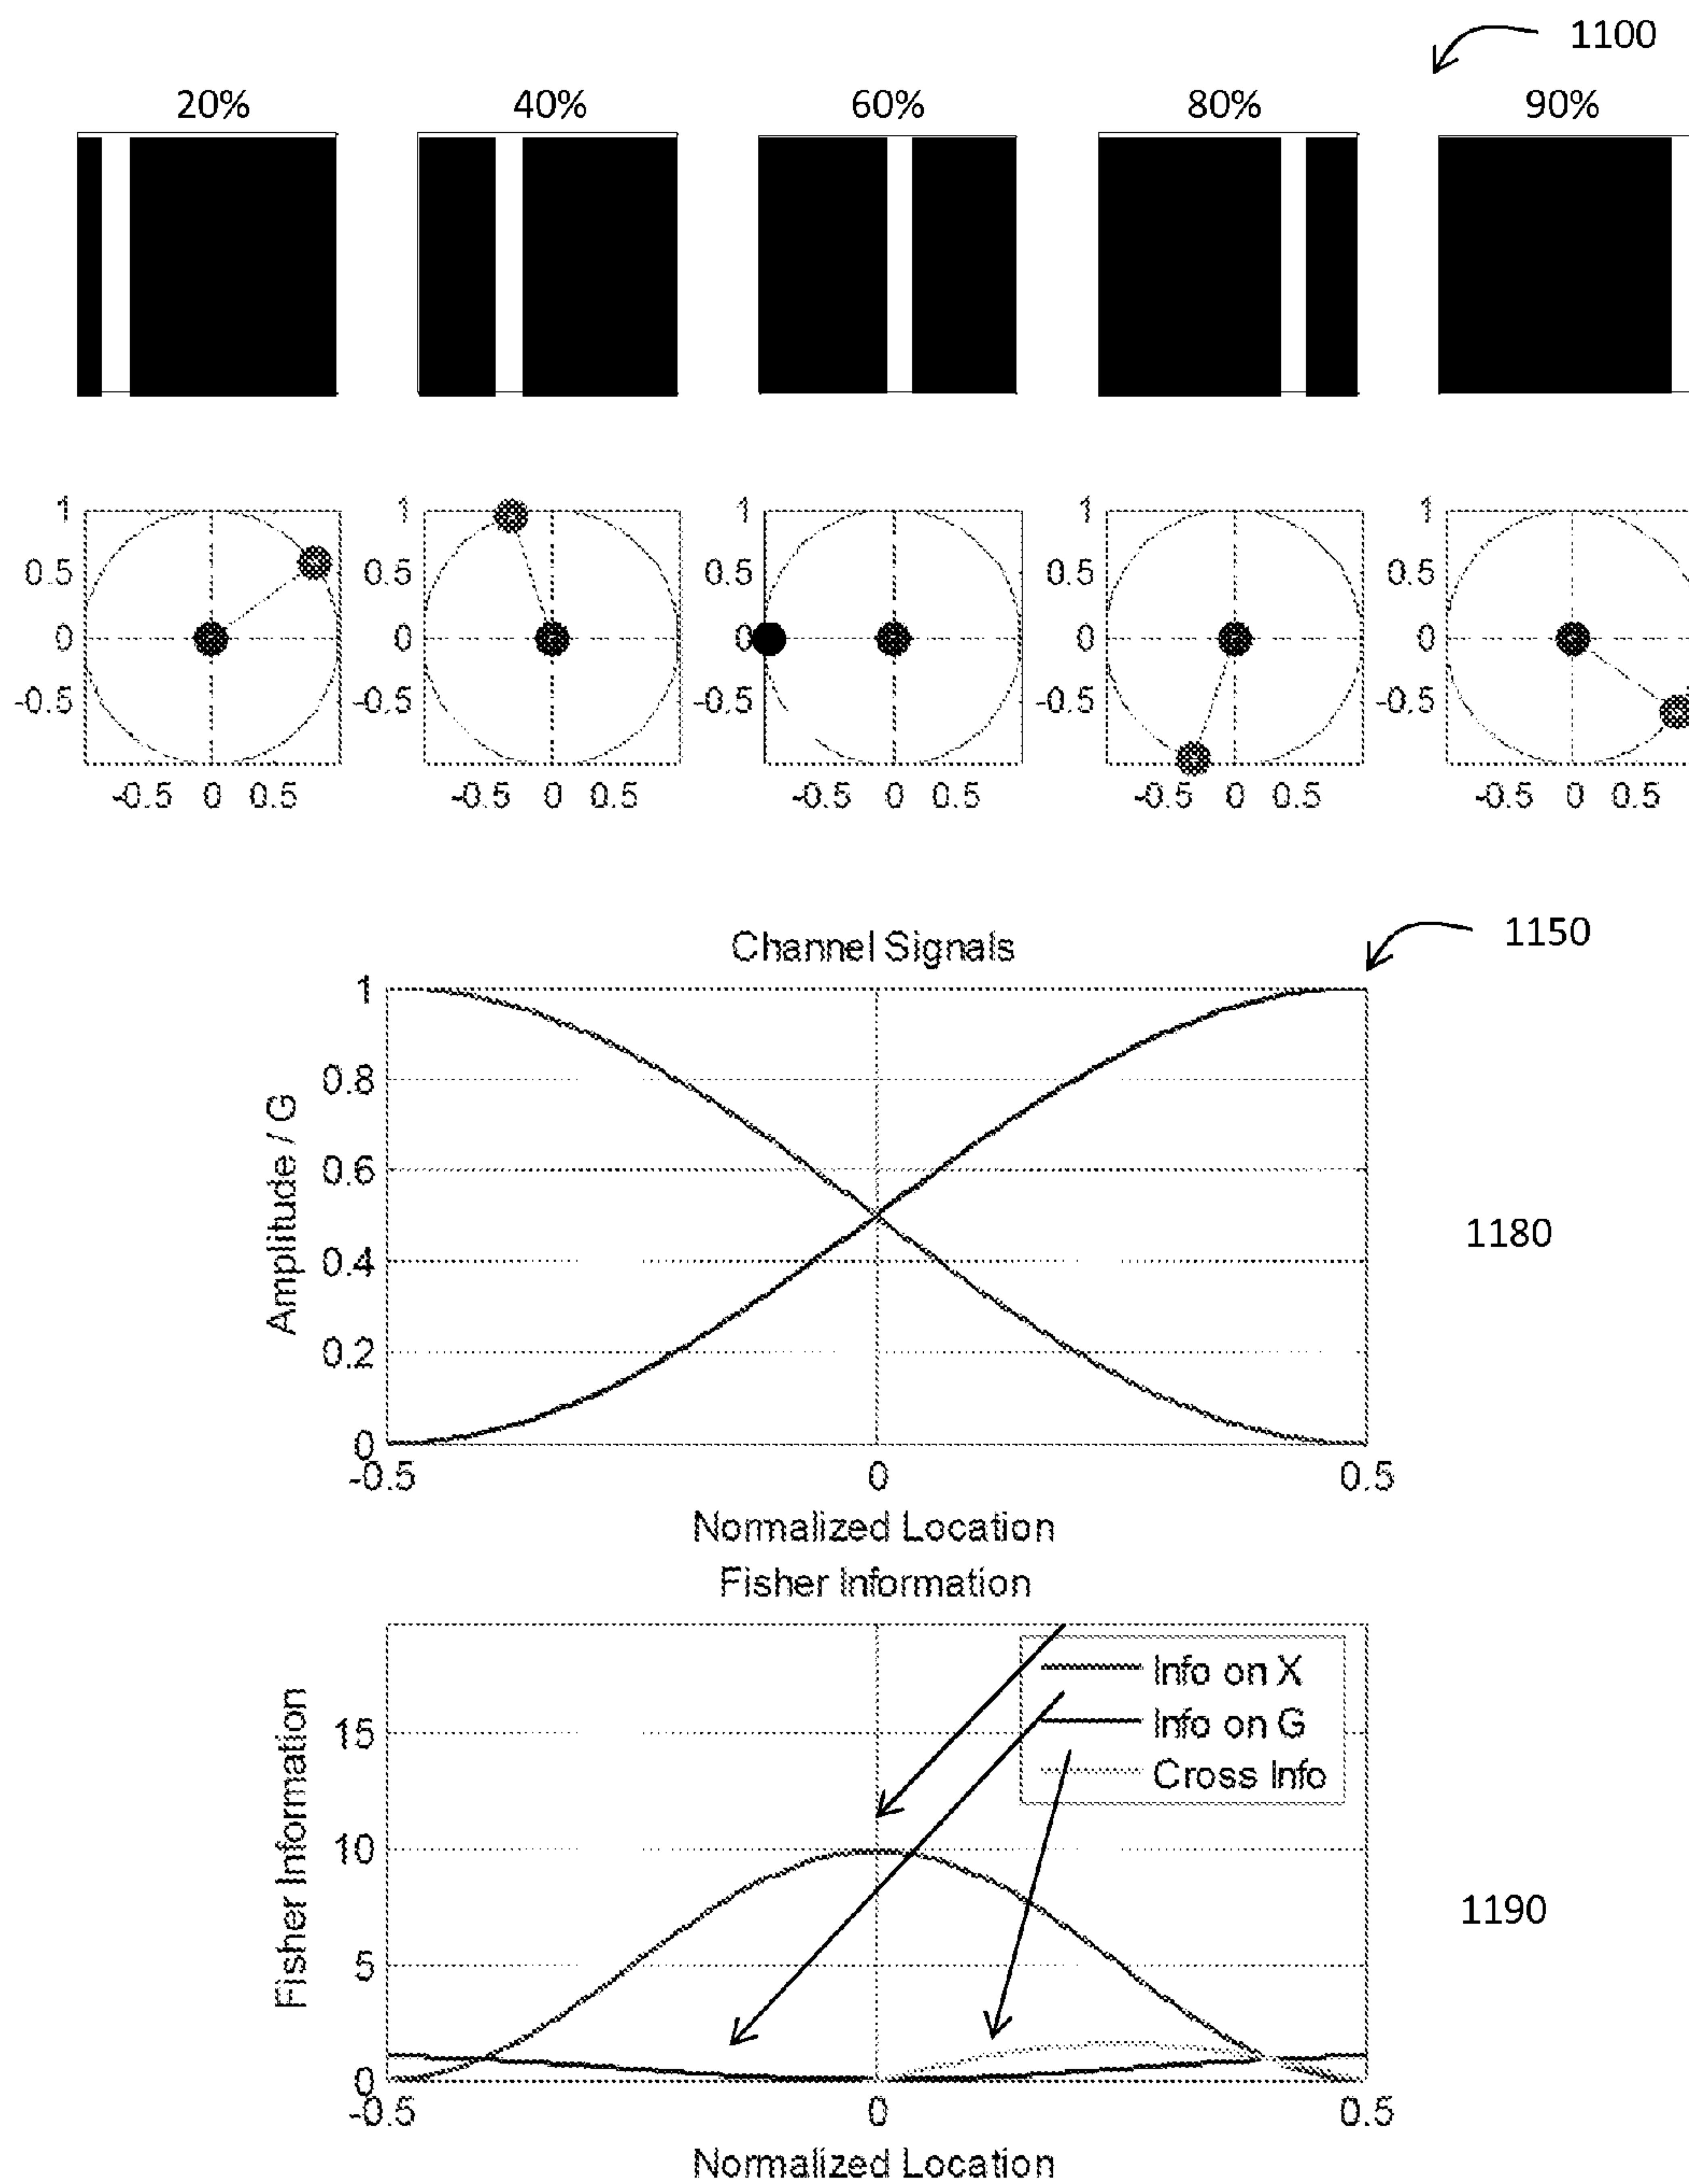 1100
20% 40% 60% 80% 90%
1 1 1 1 1
0.5 0.5 0.5 0.5 0.5
0 0 0 0 0
-0.5 -0.5 -0.5 -0.5 -0.5
-0.5 0 0.5 -0.5 0 0.5 -0.5 0 0.5 -0.5 0 0.5 -0.5 0 0.5
1150
Channel Signals
1
0.8
0.6
0.4
0.2
0
Amplitude / G
1180
-0.5 0 0.5
Normalized Location
Fisher Information
Info on X
Info on G
Cross Info
15
10
5
0
Fisher Information
1190
-0.5 0 0.5
Normalized Location